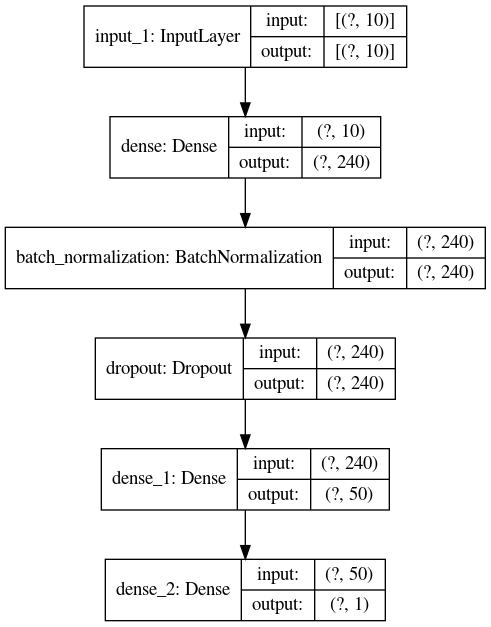 input_1: InputLayer
input: [(?, 10)]
output: [(?, 10)]
dense: Dense
input: (?, 10)
output: (?, 240)
batch_normalization: BatchNormalization
input: (?, 240)
output: (?, 240)
dropout: Dropout
input: (?, 240)
output: (?, 240)
dense_1: Dense
input: (?, 240)
output: (?, 50)
dense_2: Dense
input: (?, 50)
output: (?, 1)